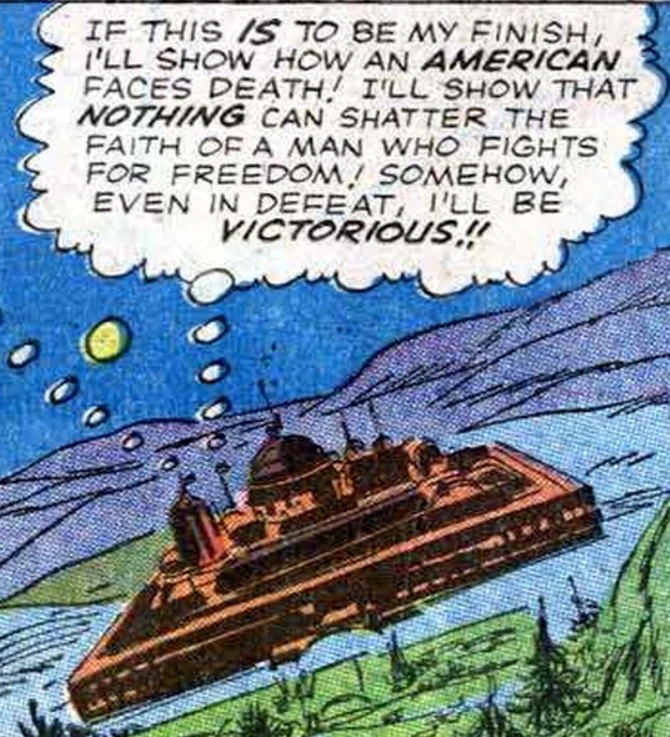 IF THIS IS TO BE MY FINISH,
I'LL SHOW HOW AN AMERICAN
FACES DEATH! I'LL SHOW THAT
NOTHING CAN SHATTER THE
FAITH OF A MAN WHO FIGHTS
FOR FREEDOM! SOMEHOW,
EVEN IN DEFEAT, I'LL BE
VICTORIOUS!!